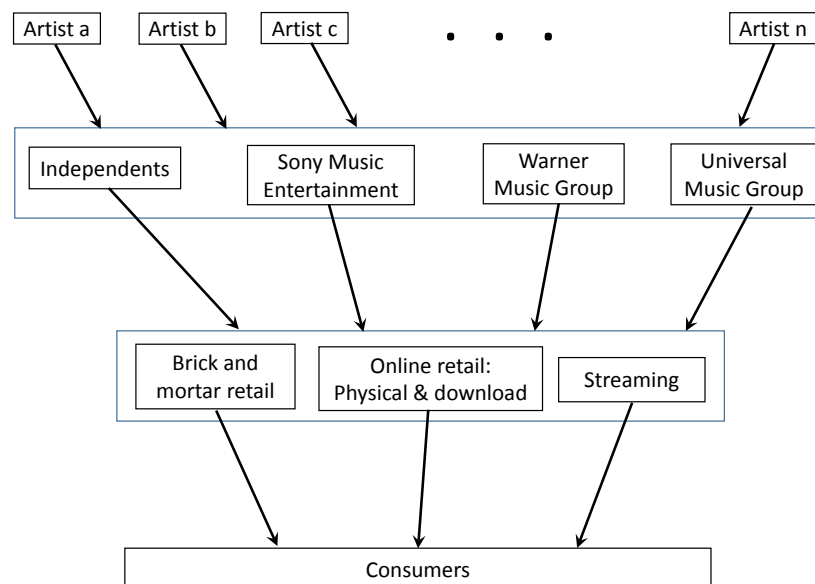 Artist a
Artist b
Artist c
. . .
Artist n
Independents
Sony Music
Entertainment
Warner
Music Group
Universal
Music Group
Brick and
mortar retail
Online retail:
Physical & download
Streaming
Consumers